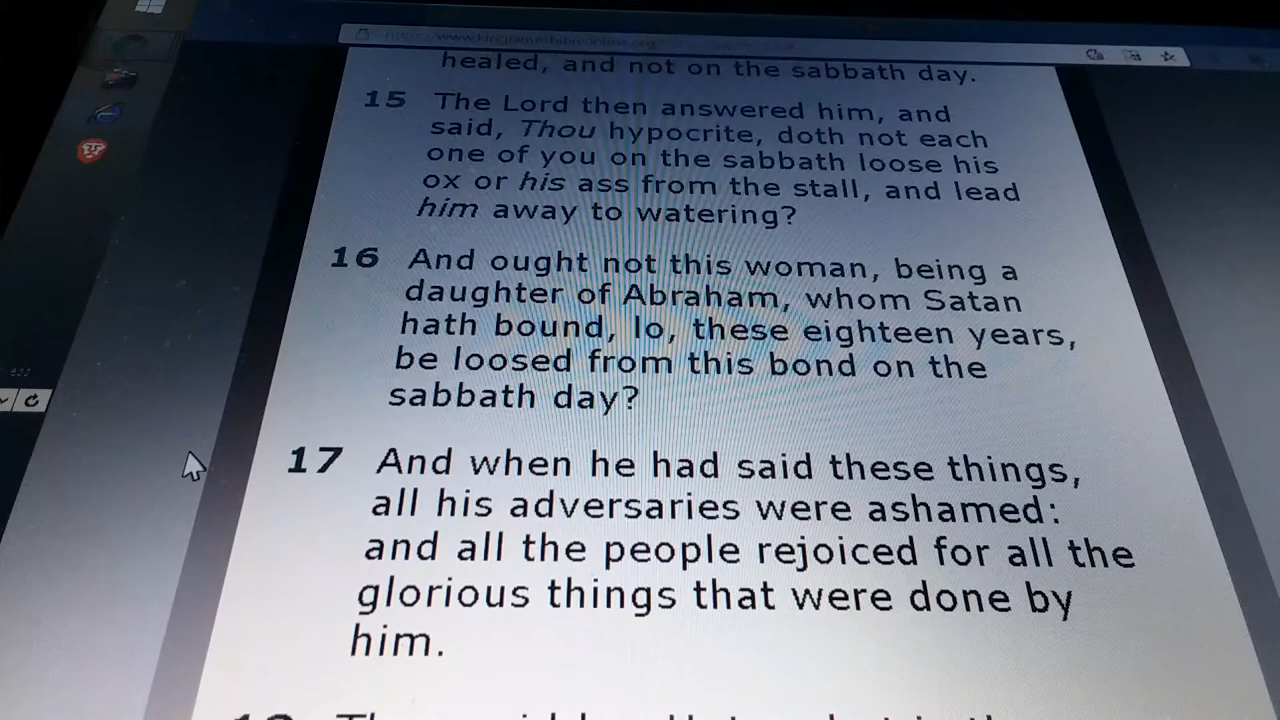 www.kingjamesbibleonline.org
healed, and not on the sabbath day.
15 The Lord then answered him, and
said, Thou hypocrite, doth not each
one of you on the sabbath loose his
ox or his ass from the stall, and lead
him away to watering?
16 And ought not this woman, being a
daughter of Abraham, whom Satan
hath bound, lo, these eighteen years,
be loosed from this bond on the
sabbath day?
17 And when he had said these things,
all his adversaries were ashamed:
and all the people rejoiced for all the
glorious things that were done by
him.